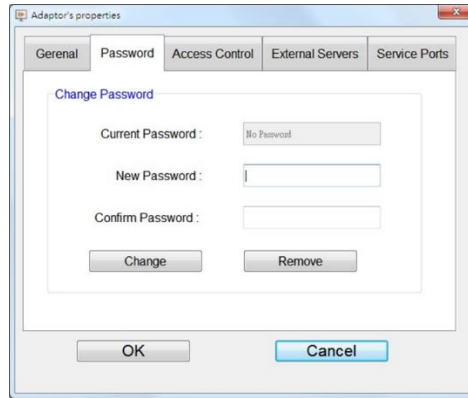 Adaptor's properties
Gerenal Password Access Control External Servers Service Ports
Change Password
Current Password : No Password
New Password :
Confirm Password :
Change Remove
OK Cancel